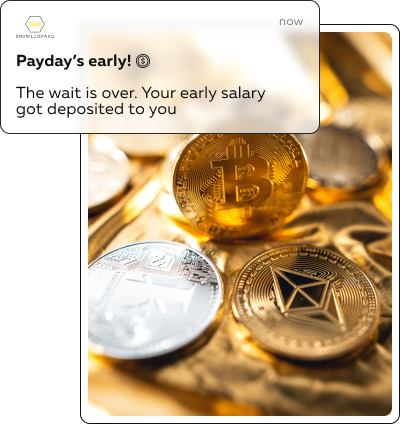 SNOWLEOPARD
now
Payday's early!
The wait is over. Your early salary
got deposited to you